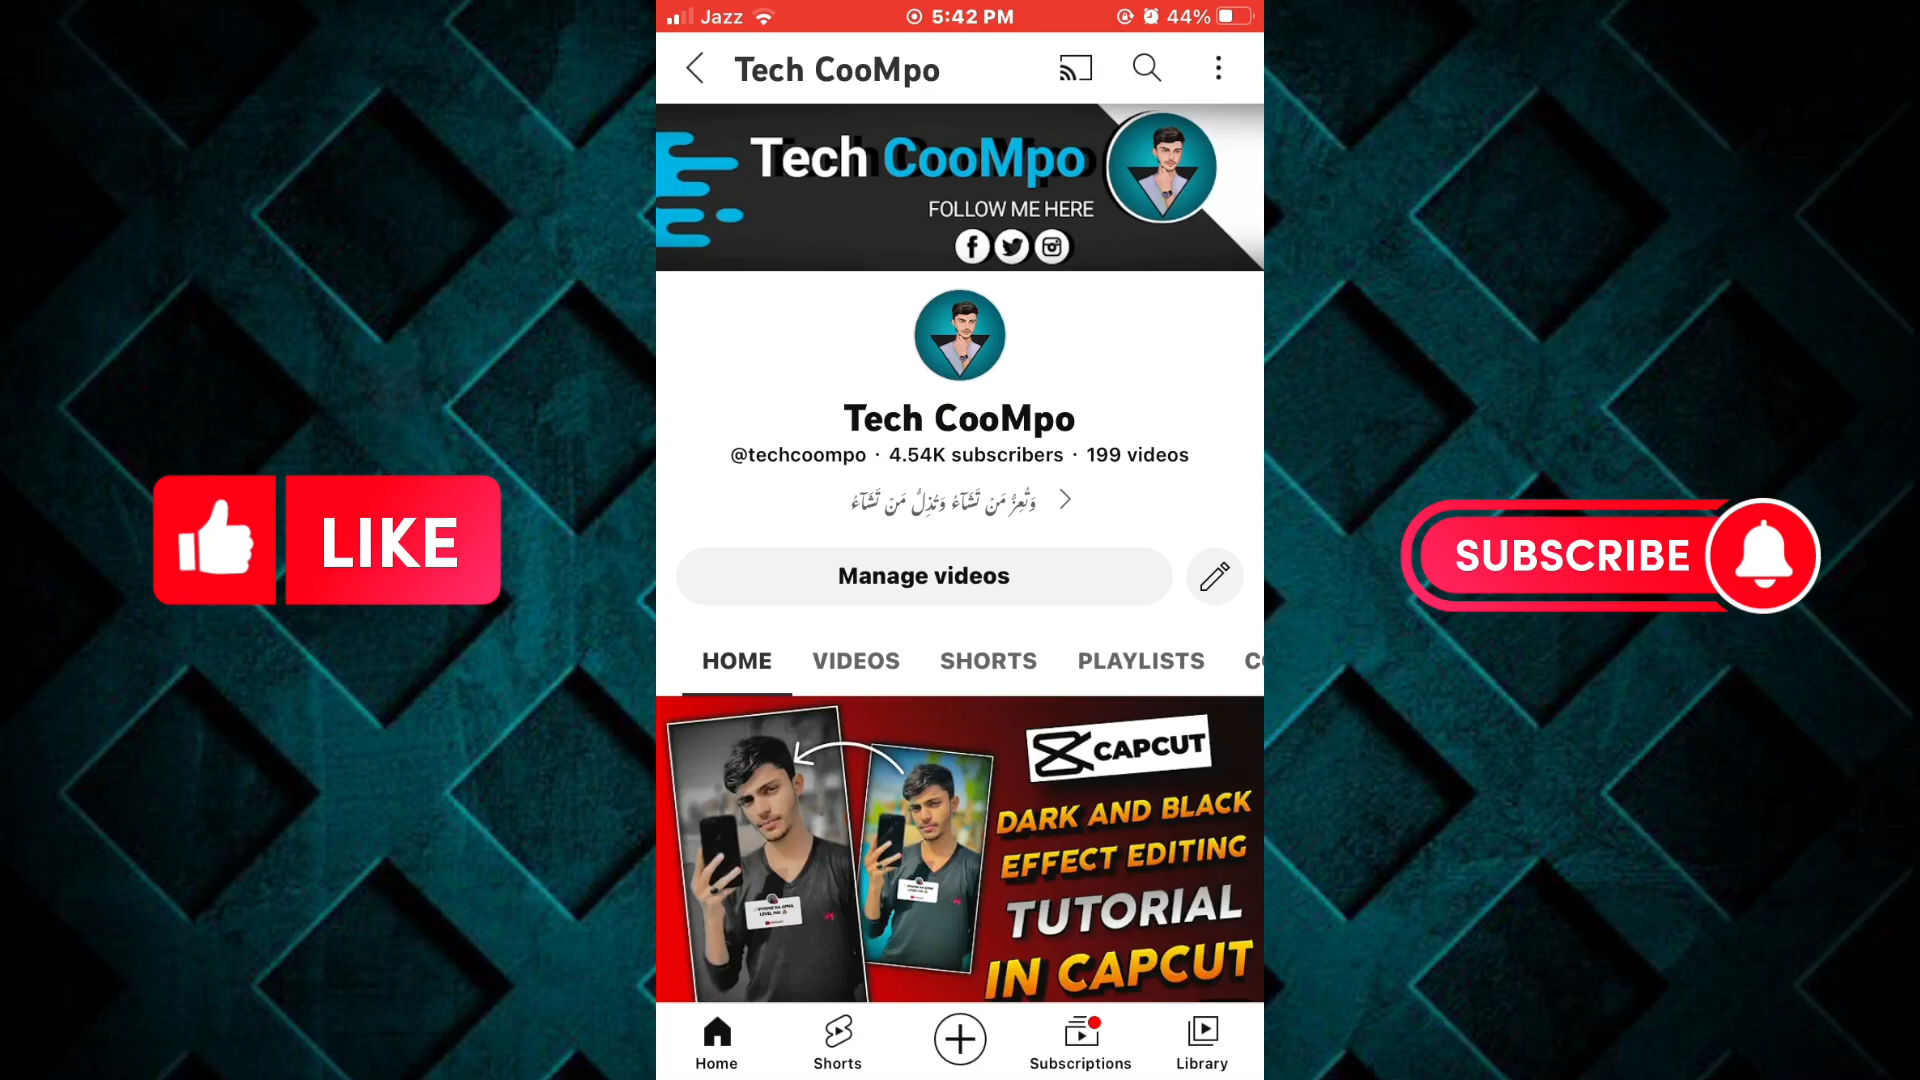 Jazz 5:42 PM 44%
Tech CooMpo
Tech CooMpo
FOLLOW ME HERE
Tech CooMpo
@techcoompo · 4.54K subscribers · 199 videos
وَتُعِزُّ مَنْ تَشَآءُ وَتُذِلُّ مَنْ تَشَآءُ
LIKE
SUBSCRIBE
Manage videos
HOME VIDEOS SHORTS PLAYLISTS
CAPCUT
DARK AND BLACK
EFFECT EDITING
TUTORIAL
IN CAPCUT
Home Shorts Subscriptions Library